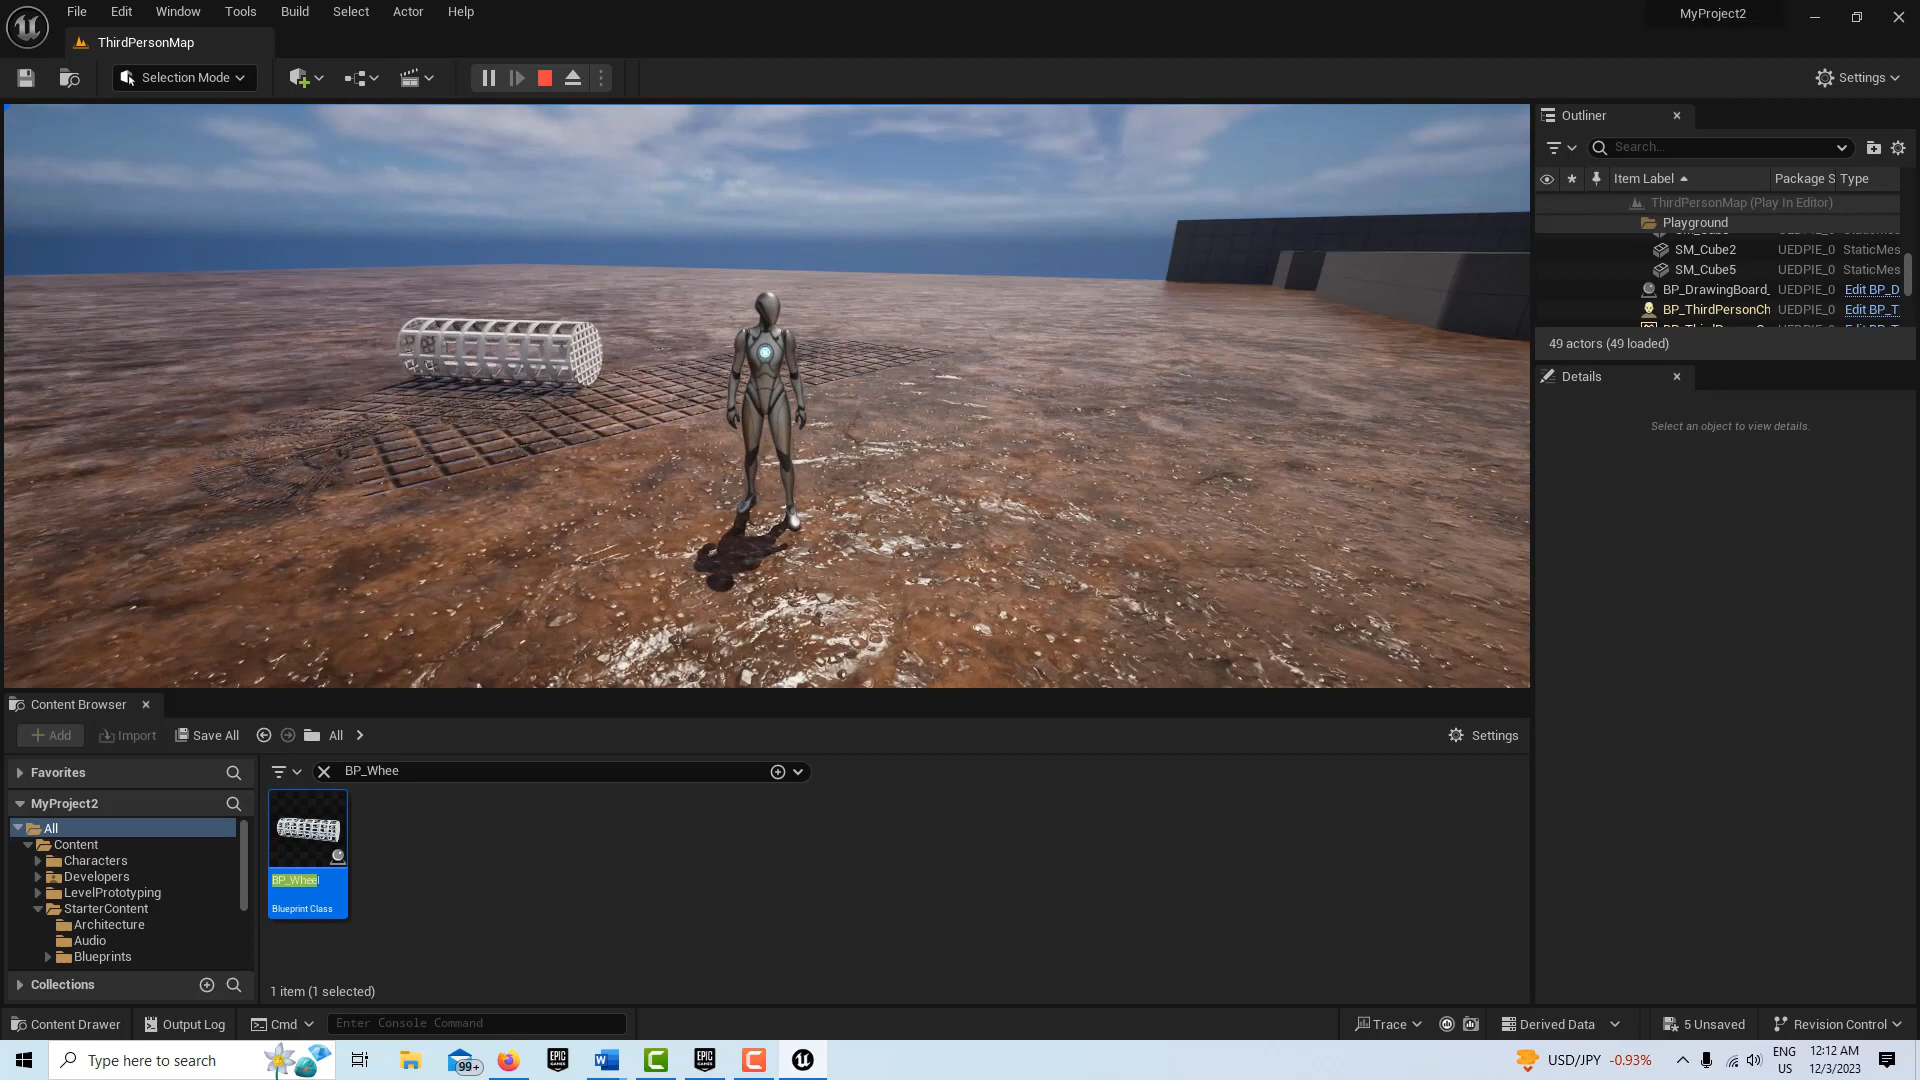 File Edit Window Tools Build Select Actor Help
MyProject2
ThirdPersonMap
Selection Mode
Settings
Outliner
Search...
Item Label
Package S
Type
ThirdPersonMap (Play In Editor)
Playground
SM_Cube2 UEDPIE_0 StaticMes
SM_Cube5 UEDPIE_0 StaticMes
BP_DrawingBoard_ UEDPIE_0 Edit BP_D
BP_ThirdPersonCh UEDPIE_0 Edit BP_T
49 actors (49 loaded)
Details
Select an object to view details.
Content Browser
Add
Import
Save All
All
Settings
Favorites
BP_Whee
MyProject2
All
Content
Characters
Developers
LevelPrototyping
StarterContent
Architecture
Audio
Blueprints
BP_Wheel
Blueprint Class
Collections
1 item (1 selected)
Content Drawer
Output Log
Cmd
Enter Console Command
Trace
Derived Data
5 Unsaved
Revision Control
Type here to search
99+
EPIC GAMES
EPIC GAMES
USD/JPY -0.93%
ENG
US
12:12 AM
12/3/2023